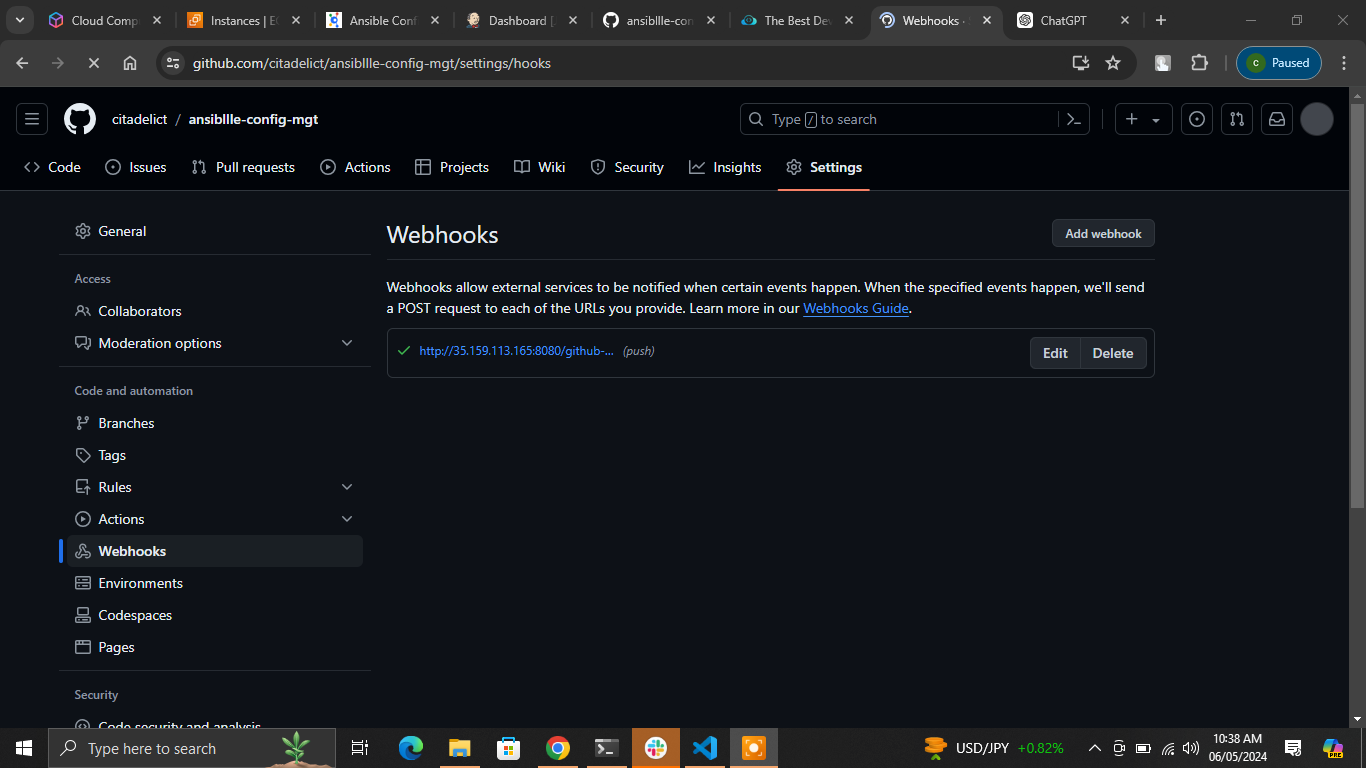 Cloud Comp
Instances | E
Ansible Conf
Dashboard [
ansibllle-con
The Best De
Webhooks ·
ChatGPT
github.com/citadelict/ansibllle-config-mgt/settings/hooks
C
Paused
citadelict / ansibllle-config-mgt
Type / to search
Code
Issues
Pull requests
Actions
Projects
Wiki
Security
Insights
Settings
General
Access
Collaborators
Moderation options
Code and automation
Branches
Tags
Rules
Actions
Webhooks
Environments
Codespaces
Pages
Security
Code security and analysis
Webhooks
Add webhook
Webhooks allow external services to be notified when certain events happen. When the specified events happen, we'll send
a POST request to each of the URLs you provide. Learn more in our Webhooks Guide.
http://35.159.113.165:8080/github-... (push)
Edit
Delete
Type here to search
USD/JPY +0.82%
10:38 AM
06/05/2024
PRE